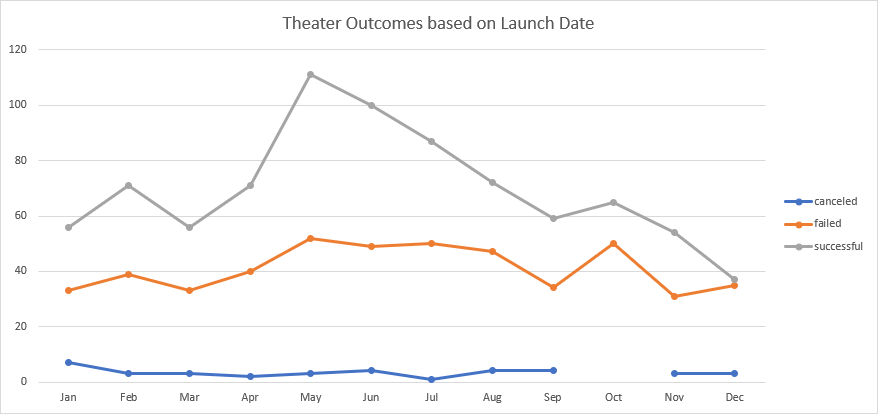 Theater Outcomes based on Launch Date
120
100
80
60
40
20
0
Jan Feb Mar Apr May Jun Jul Aug Sep Oct Nov Dec
canceled
failed
successful